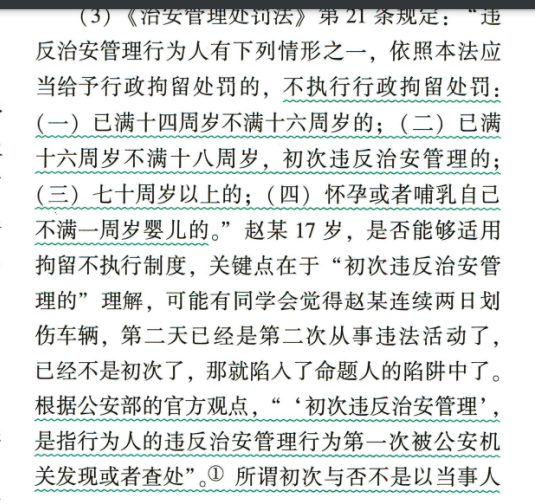 （3）《治安管理处罚法》第 21 条规定：“违
反治安管理行为人有下列情形之一，依照本法应
当给予行政拘留处罚的，不执行行政拘留处罚：
（一）已满十四周岁不满十六周岁的；（二）已满
十六周岁不满十八周岁，初次违反治安管理的；
（三）七十周岁以上的；（四）怀孕或者哺乳自己
不满一周岁婴儿的。”赵某 17 岁，是否能够适用
拘留不执行制度，关键点在于“初次违反治安管
理的”理解，可能有同学会觉得赵某连续两日划
伤车辆，第二天已经是第二次从事违法活动了，
已经不是初次了，那就陷入了命题人的陷阱中了。
根据公安部的官方观点，“‘初次违反治安管理’，
是指行为人的违反治安管理行为第一次被公安机
关发现或者查处”。① 所谓初次与否不是以当事人